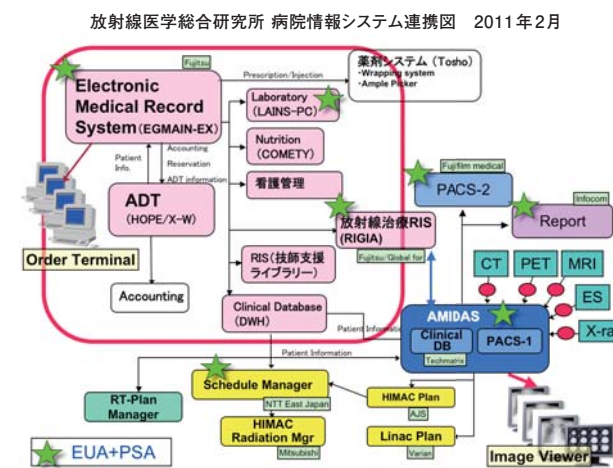 放射線医学総合研究所 病院情報システム連携図　2011年2月
Fujitsu
Electronic
Medical Record
System(EGMAIN-EX)
Prescription/Injection
薬剤システム（Tosho）
・Wrapping system
・Ample Picker
Laboratory
(LAINS-PC)
Accounting
Patient
Info.
Reservation
ADT information
Nutrition
(COMETY)
看護管理
ADT
(HOPE/X-W)
放射線治療RIS
(RIGIA)
Fujitsu/Global for
Order Terminal
RIS(技師支援
ライブラリー)
Accounting
Clinical Database
(DWH)
Fujifilm medical
PACS-2
Infocom
Report
CT
PET
MRI
ES
X-ra
AMIDAS
Clinical
DB
PACS-1
Techmatrix
Patient Information
Patient Information
RT-Plan
Manager
Schedule Manager
NTT East Japan
HIMAC Plan
AJS
HIMAC
Radiation Mgr
Mitsubishi
Linac Plan
Varian
Image Viewer
EUA+PSA